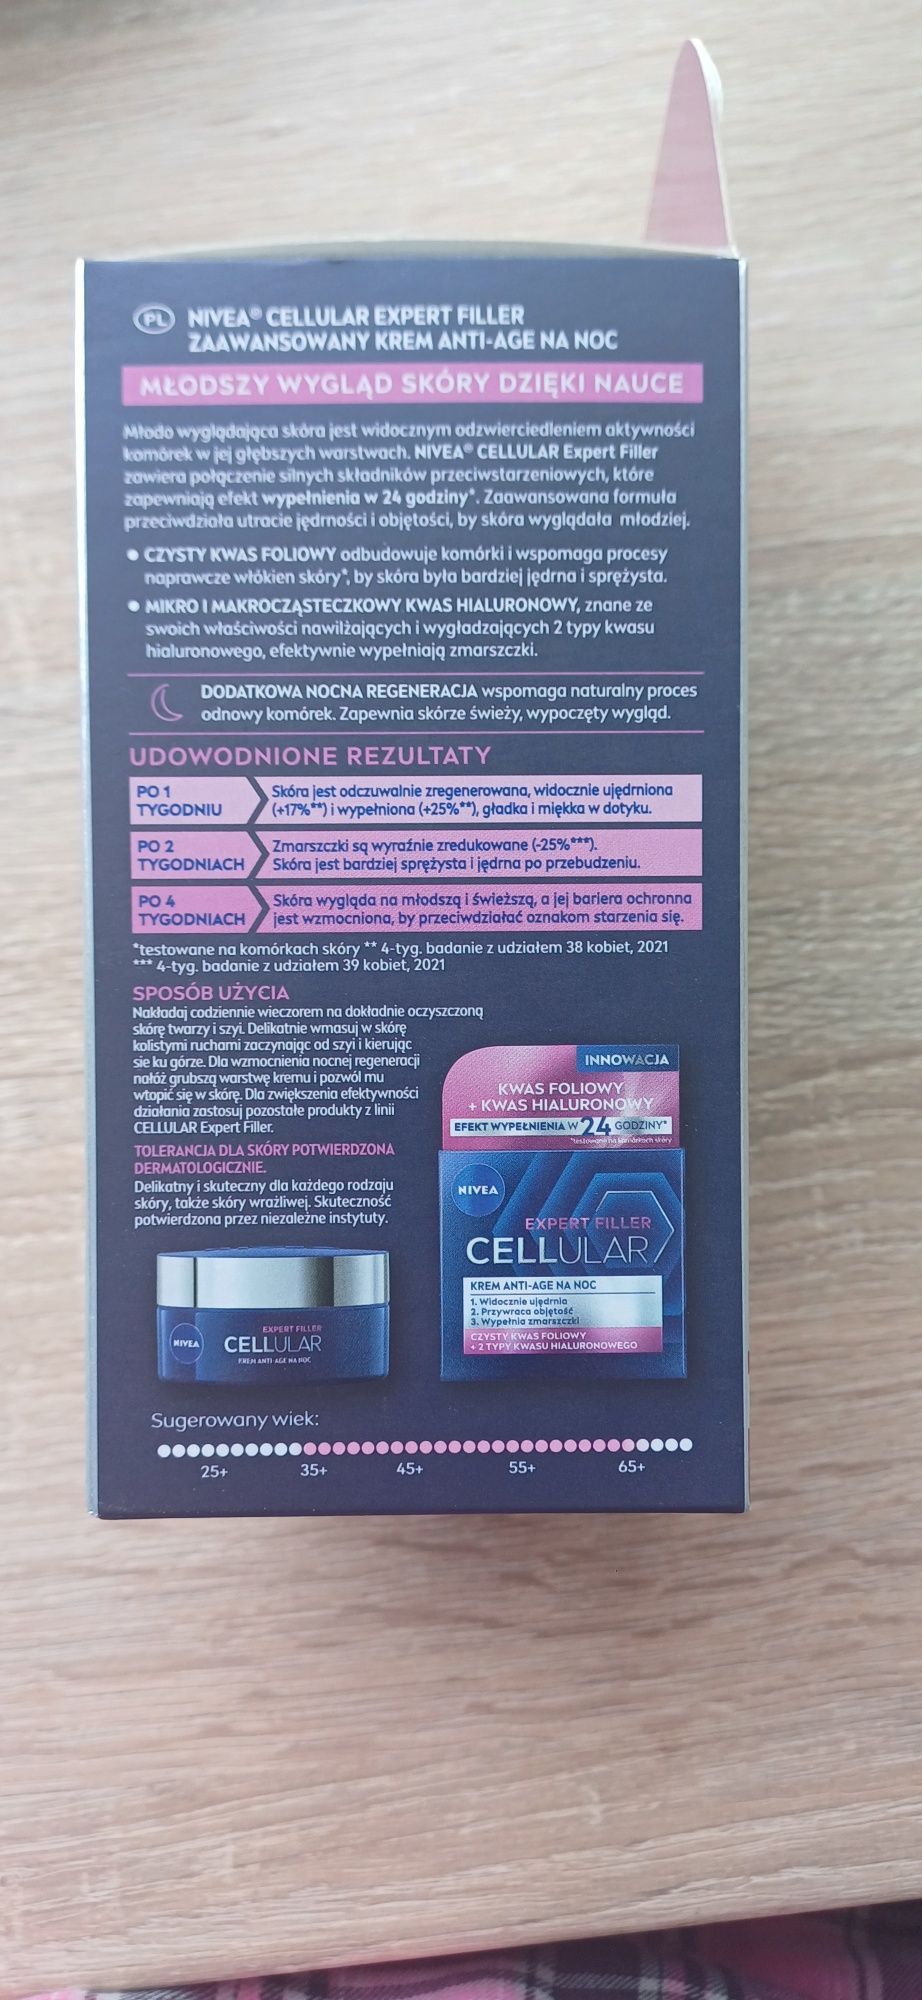 PL NIVEA® CELLULAR EXPERT FILLER
ZAAWANSOWANY KREM ANTI-AGE NA NOC
MŁODSZY WYGLĄD SKÓRY DZIĘKI NAUCE
Młodo wyglądająca skóra jest widocznym odzwierciedleniem aktywności
komórek w jej głębszych warstwach. NIVEA® CELLULAR Expert Filler
zawiera połączenie silnych składników przeciwstarzeniowych, które
zapewniają efekt wypełnienia w 24 godziny*. Zaawansowana formuła
przeciwdziała utracie jędrności i objętości, by skóra wyglądała młodziej.
• CZYSTY KWAS FOLIOWY odbudowuje komórki i wspomaga procesy
naprawcze włókien skóry*, by skóra była bardziej jędrna i sprężysta.
• MIKRO I MAKROCZĄSTECZKOWY KWAS HIALURONOWY, znane ze
swoich właściwości nawilżających i wygładzających 2 typy kwasu
hialuronowego, efektywnie wypełniają zmarszczki.
DODATKOWA NOCNA REGENERACJA wspomaga naturalny proces
odnowy komórek. Zapewnia skórze świeży, wypoczęty wygląd.
UDOWODNIONE REZULTATY
PO 1
TYGODNIU
Skóra jest odczuwalnie zregenerowana, widocznie ujędrniona
(+17%**) i wypełniona (+25%**), gładka i miękka w dotyku.
PO 2
TYGODNIACH
Zmarszczki są wyraźnie zredukowane (-25%***).
Skóra jest bardziej sprężysta i jędrna po przebudzeniu.
PO 4
TYGODNIACH
Skóra wygląda na młodszą i świeższą, a jej bariera ochronna
jest wzmocniona, by przeciwdziałać oznakom starzenia się.
*testowane na komórkach skóry ** 4-tyg. badanie z udziałem 38 kobiet, 2021
*** 4-tyg. badanie z udziałem 39 kobiet, 2021
SPOSÓB UŻYCIA
Nakładaj codziennie wieczorem na dokładnie oczyszczoną
skórę twarzy i szyi. Delikatnie wmasuj w skórę
kolistymi ruchami zaczynając od szyi i kierując
sie ku górze. Dla wzmocnienia nocnej regeneracji
nałóż grubszą warstwę kremu i pozwól mu
wtopić się w skórę. Dla zwiększenia efektywności
działania zastosuj pozostałe produkty z linii
CELLULAR Expert Filler.
TOLERANCJA DLA SKÓRY POTWIERDZONA
DERMATOLOGICZNIE.
Delikatny i skuteczny dla każdego rodzaju
skóry, także skóry wrażliwej. Skuteczność
potwierdzona przez niezależne instytuty.
INNOWACJA
KWAS FOLIOWY
+ KWAS HIALURONOWY
EFEKT WYPEŁNIENIA W 24 GODZINY*
*testowane na komórkach skóry
NIVEA
EXPERT FILLER
CELLULAR
KREM ANTI-AGE NA NOC
1. Widocznie ujędrnia
2. Przywraca objętość
3. Wypełnia zmarszczki
CZYSTY KWAS FOLIOWY
+ 2 TYPY KWASU HIALURONOWEGO
NIVEA
EXPERT FILLER
CELLULAR
KREM ANTI-AGE NA NOC
Sugerowany wiek:
25+ 35+ 45+ 55+ 65+